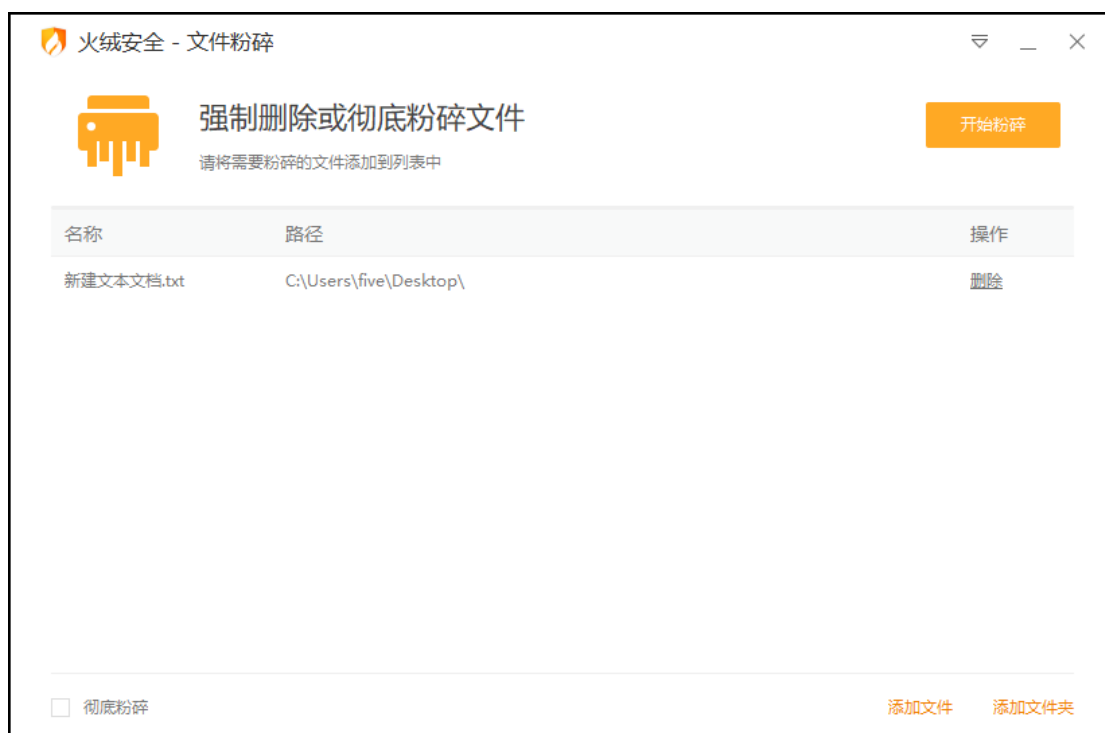 火绒安全 - 文件粉碎
强制删除或彻底粉碎文件
开始粉碎
请将需要粉碎的文件添加到列表中
名称 路径 操作
新建文本文档.txt C:\Users\five\Desktop\ 删除
彻底粉碎 添加文件 添加文件夹